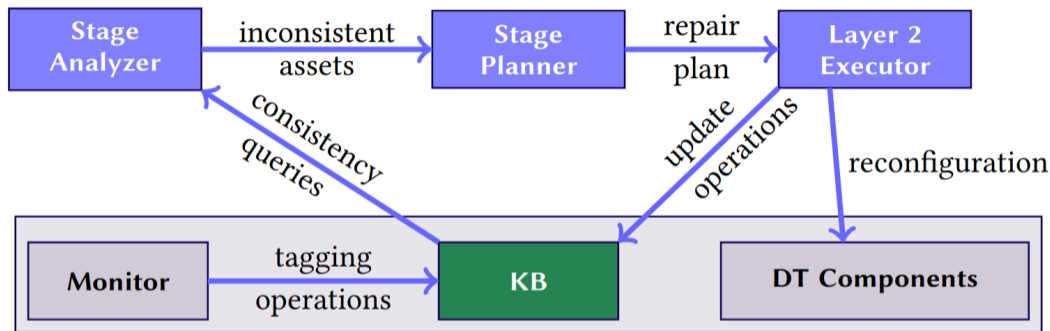 Stage
Analyzer
inconsistent
assets
Stage
Planner
repair
plan
Layer 2
Executor
consistency
queries
update
operations
reconfiguration
Monitor
tagging
operations
KB
DT Components